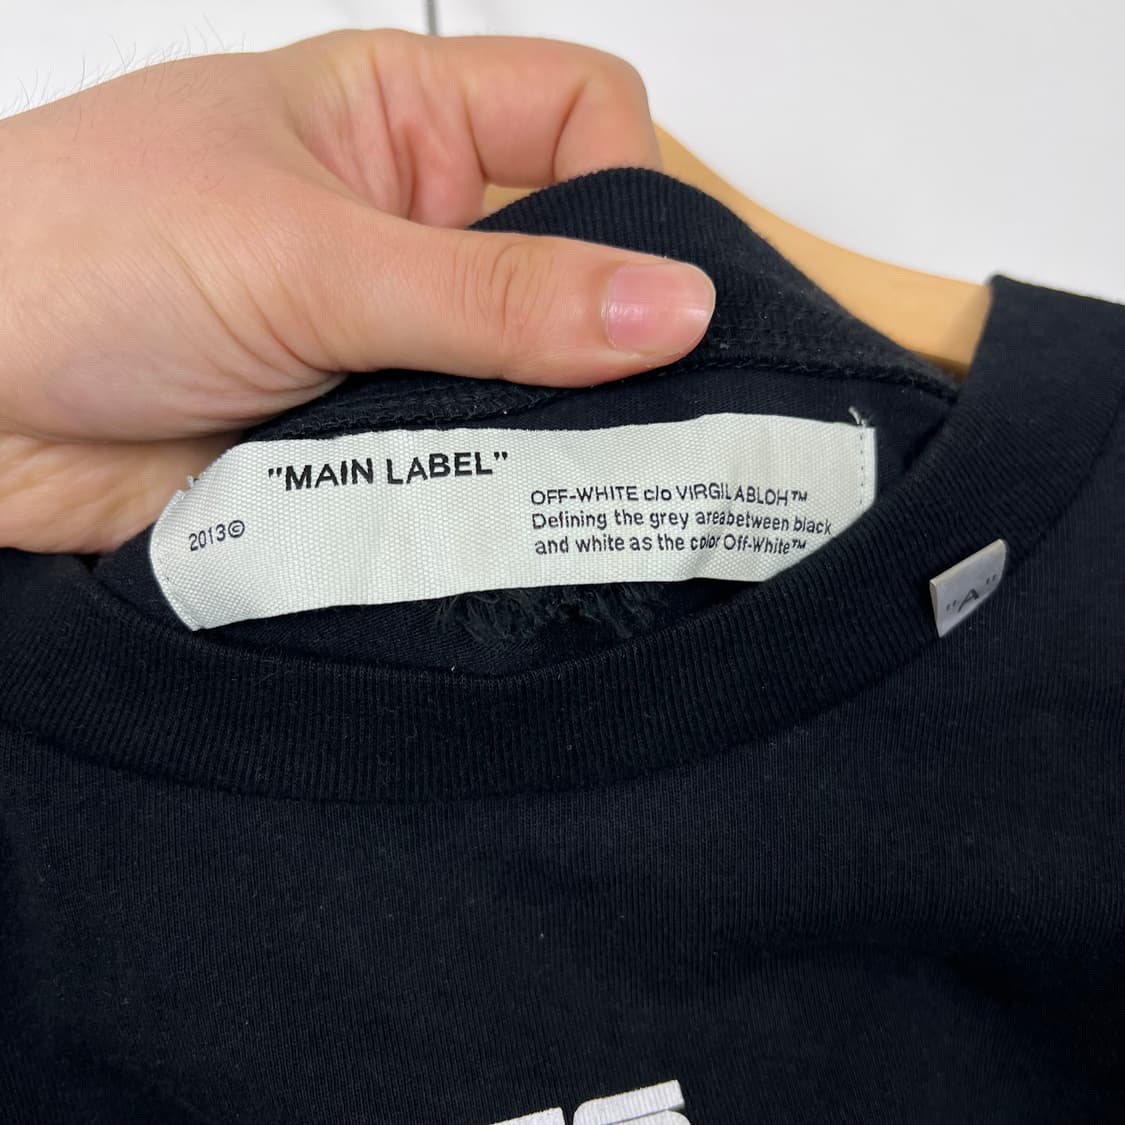 "MAIN LABEL"
2013©
OFF-WHITE c/o VIRGIL ABLOH™
Defining the grey areabetween black
and white as the color Off-White™
"A"